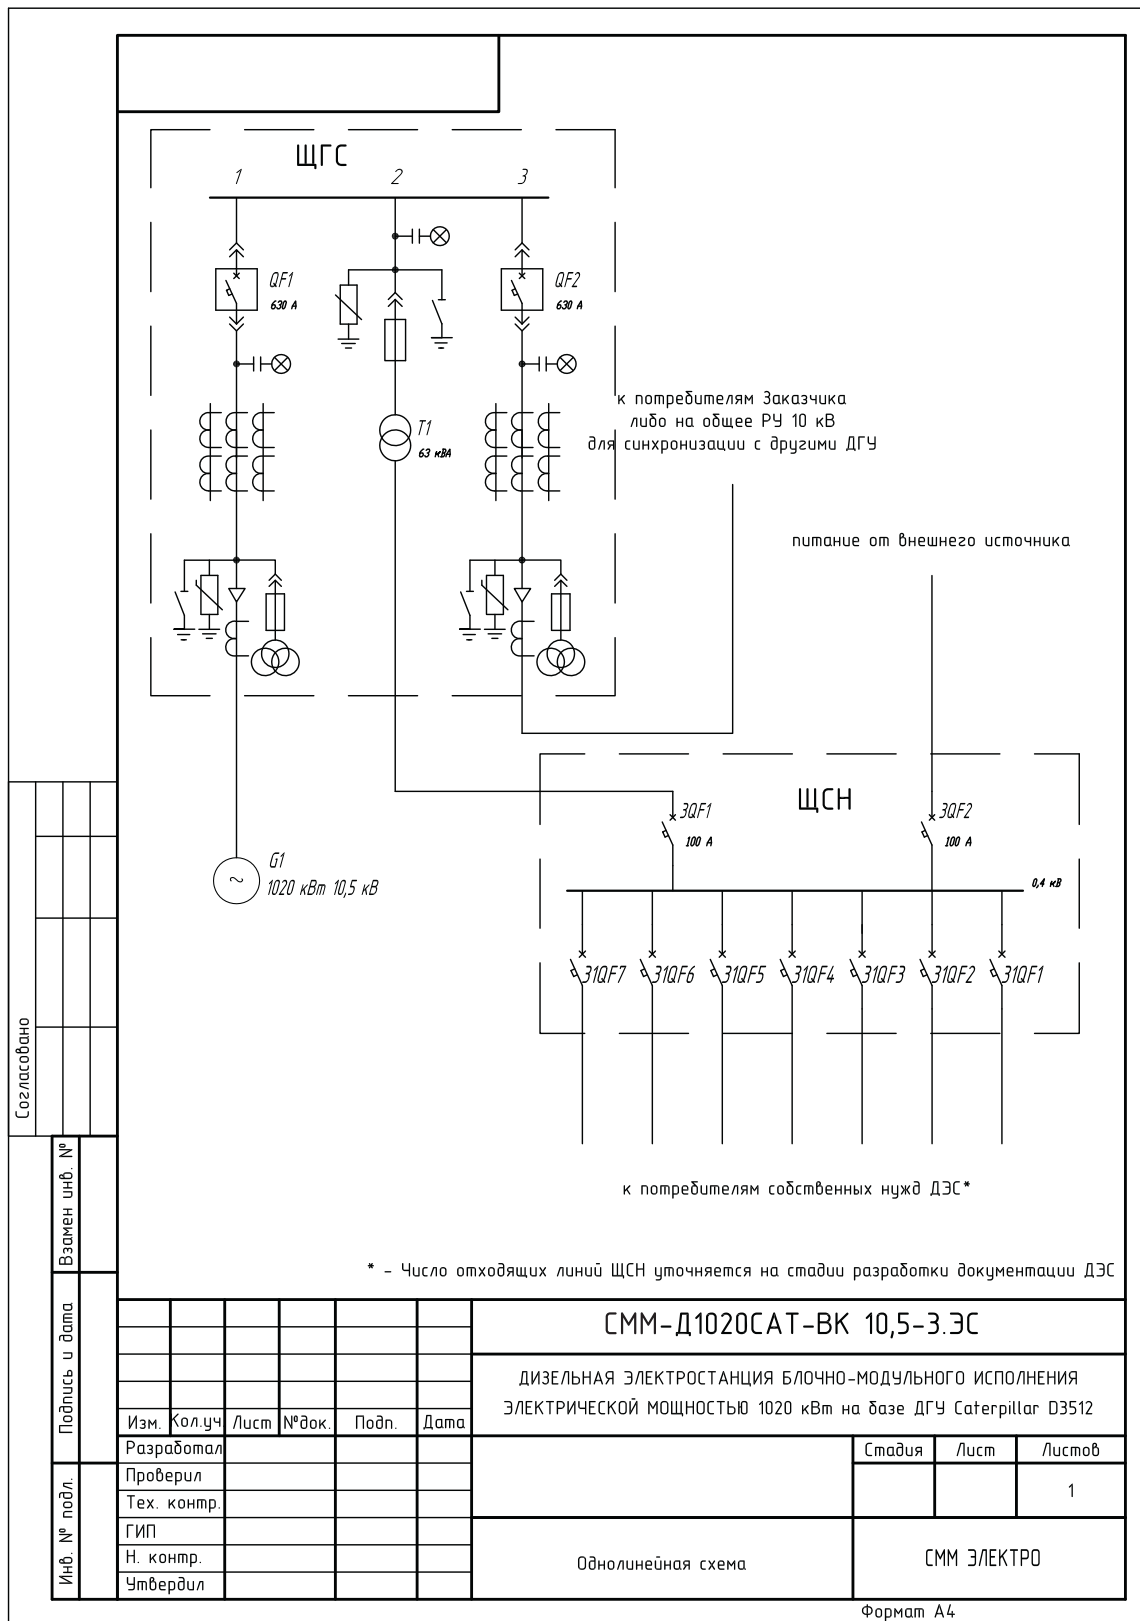 ЩГС
1
2
3
QF1
630 А
QF2
630 А
Т1
63 кВА
к потребителям Заказчика
либо на общее РУ 10 кВ
для синхронизации с другими ДГУ
питание от внешнего источника
G1
1020 кВт 10,5 кВ
~
ЩСН
3QF1
100 А
3QF2
100 А
0,4 кВ
31QF7
31QF6
31QF5
31QF4
31QF3
31QF2
31QF1
к потребителям собственных нужд ДЭС*
* - Число отходящих линий ЩСН уточняется на стадии разработки документации ДЭС
Согласовано
Взамен инв. №
Подпись и дата
Инв. № подл.
СММ-Д1020САТ-ВК 10,5-3.ЭС
ДИЗЕЛЬНАЯ ЭЛЕКТРОСТАНЦИЯ БЛОЧНО-МОДУЛЬНОГО ИСПОЛНЕНИЯ
ЭЛЕКТРИЧЕСКОЙ МОЩНОСТЬЮ 1020 кВт на базе ДГУ Caterpillar D3512
Изм. Кол.уч Лист №док. Подп. Дата
Разработал
Проверил
Тех. контр.
ГИП
Н. контр.
Утвердил
Стадия Лист Листов
1
Однолинейная схема
СММ ЭЛЕКТРО
Формат А4